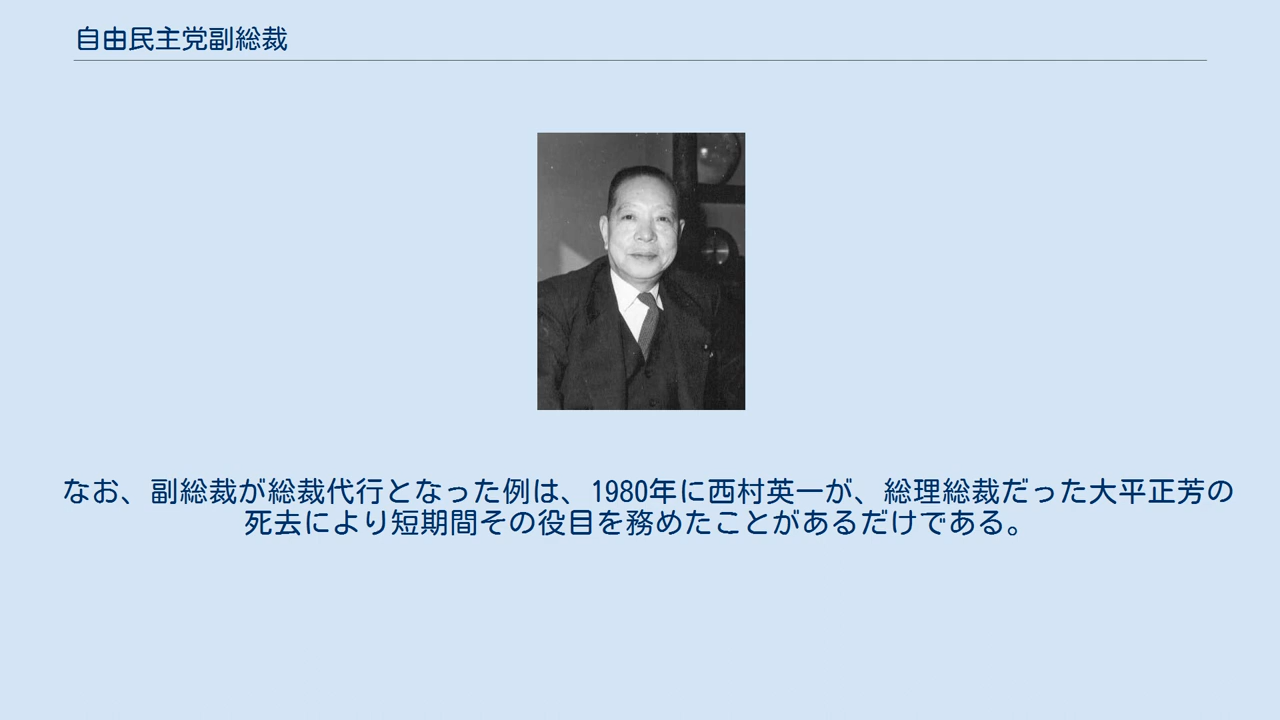 自由民主党副総裁
なお、副総裁が総裁代行となった例は、1980年に西村英一が、総理総裁だった大平正芳の
死去により短期間その役目を務めたことがあるだけである。